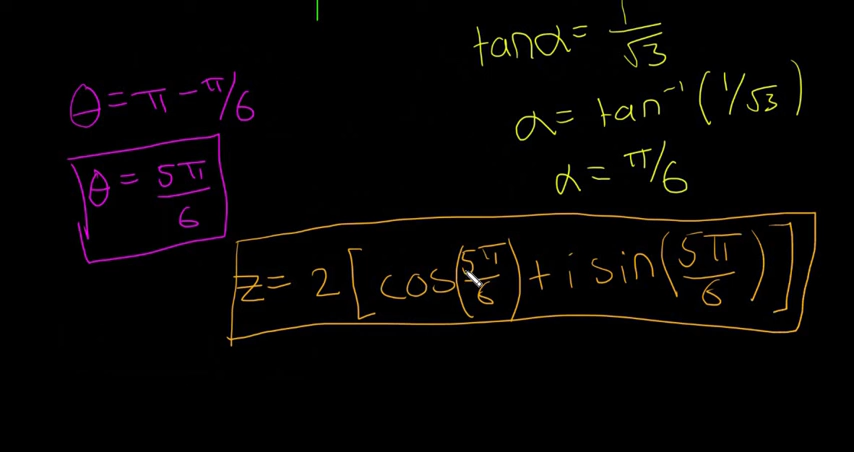 tanα = 1/√3
θ = π − π/6
α = tan⁻¹(1/√3)
θ = 5π/6
α = π/6
z = 2[cos(5π/6) + i sin(5π/6)]